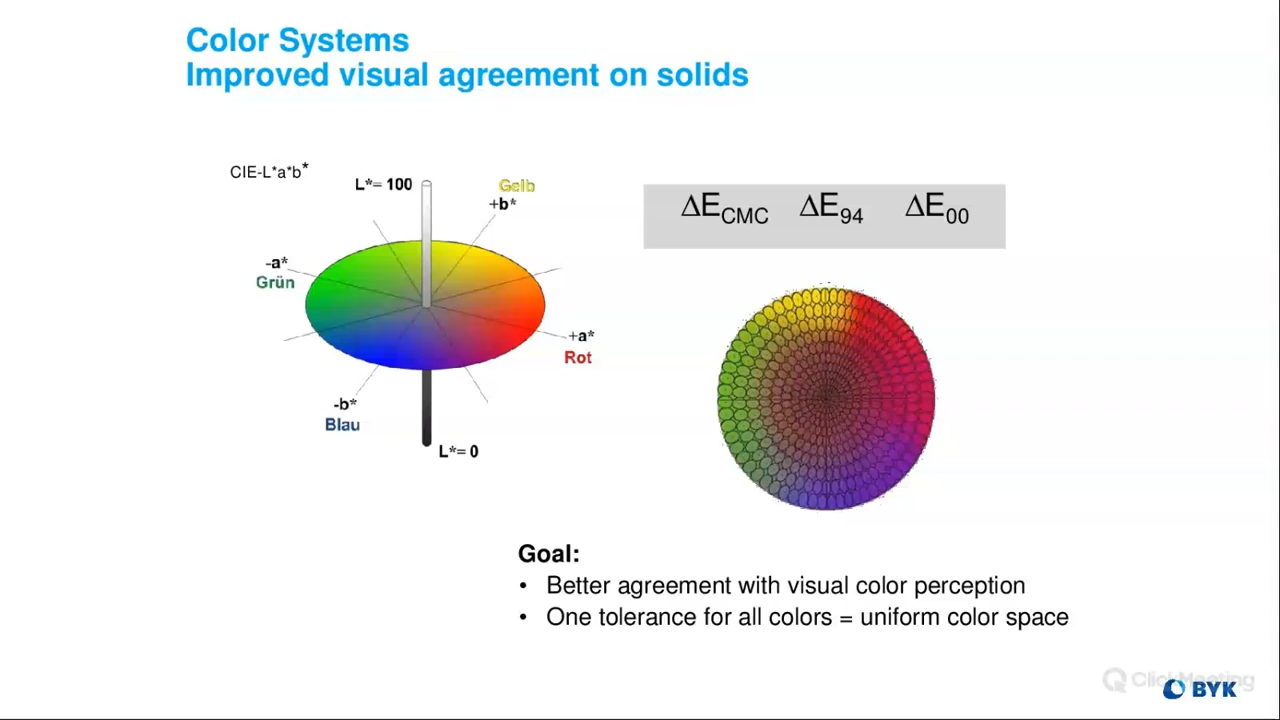 Color Systems
Improved visual agreement on solids
CIE-L*a*b*
L*= 100
Gelb
+b*
-a*
Grün
+a*
Rot
-b*
Blau
L*= 0
ΔECMC ΔE94 ΔE00
Goal:
• Better agreement with visual color perception
• One tolerance for all colors = uniform color space
ClickMeeting
BYK